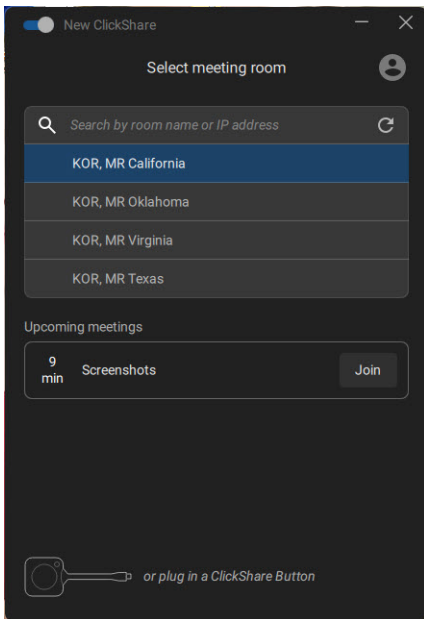 New ClickShare
Select meeting room
Search by room name or IP address
KOR, MR California
KOR, MR Oklahoma
KOR, MR Virginia
KOR, MR Texas
Upcoming meetings
9
min
Screenshots
Join
or plug in a ClickShare Button